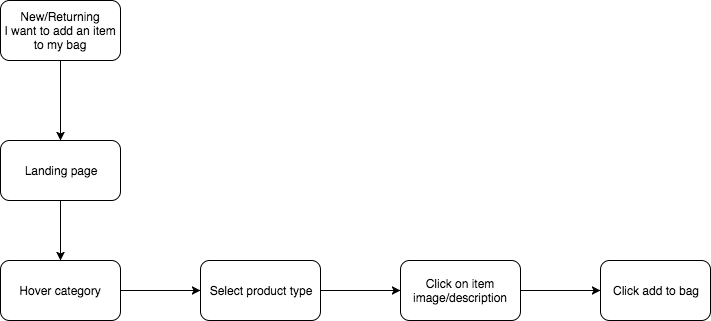 New/Returning
I want to add an item
to my bag
Landing page
Hover category
Select product type
Click on item
image/description
Click add to bag